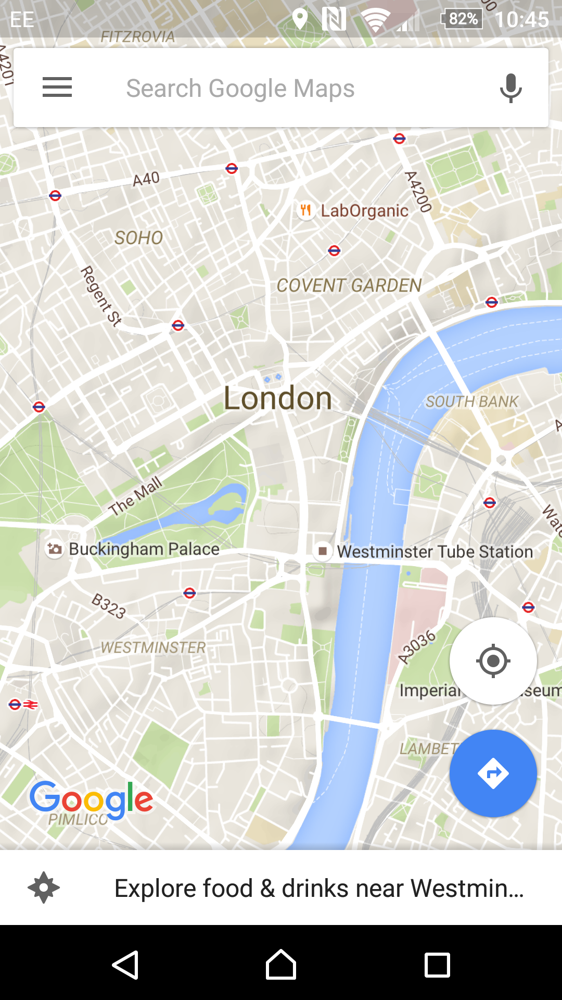 EE 82% 10:45
FITZROVIA
A4201
Search Google Maps
A40
A4200
LabOrganic
SOHO
Regent St
COVENT GARDEN
London
SOUTH BANK
The Mall
Buckingham Palace
Westminster Tube Station
B323
WESTMINSTER
A3036
Imperial
LAMBET
Google
PIMLICO
Explore food & drinks near Westmin...